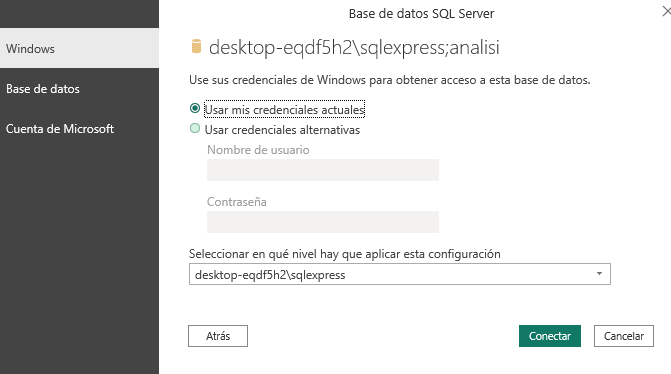 Base de datos SQL Server
Windows
Base de datos
Cuenta de Microsoft
desktop-eqdf5h2\sqlexpress;analisi
Use sus credenciales de Windows para obtener acceso a esta base de datos.
Usar mis credenciales actuales
Usar credenciales alternativas
Nombre de usuario
Contraseña
Seleccionar en qué nivel hay que aplicar esta configuración
desktop-eqdf5h2\sqlexpress
Atrás
Conectar
Cancelar